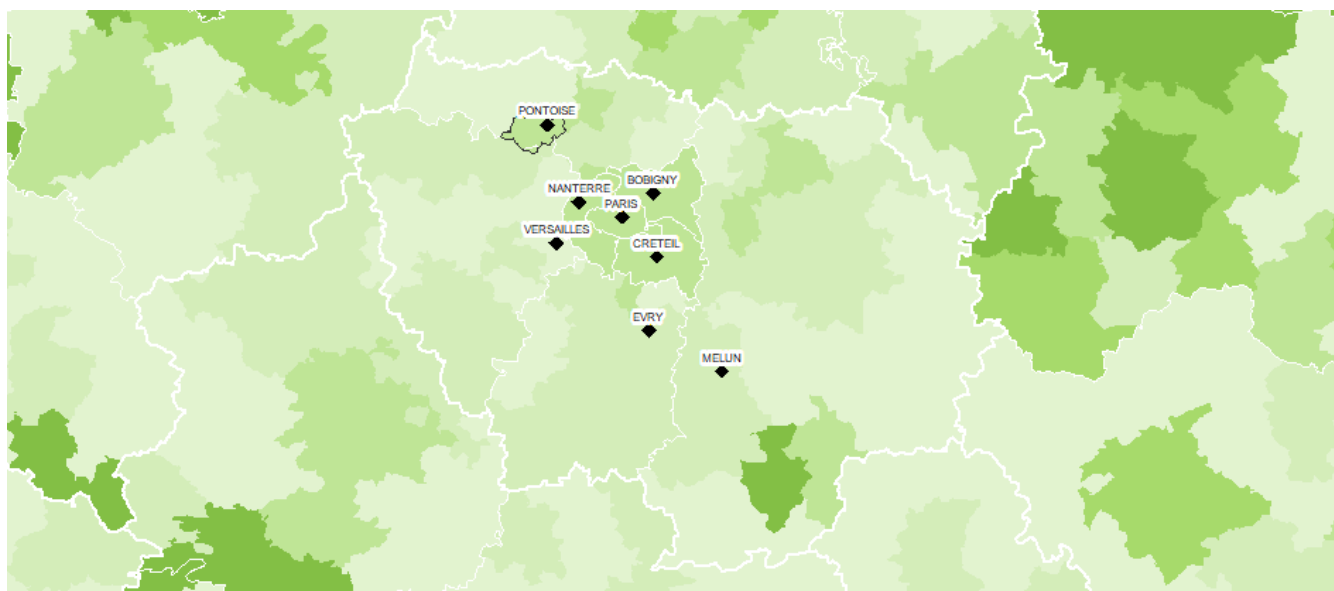 PONTOISE
BOBIGNY
NANTERRE
PARIS
VERSAILLES
CRETEIL
EVRY
MELUN